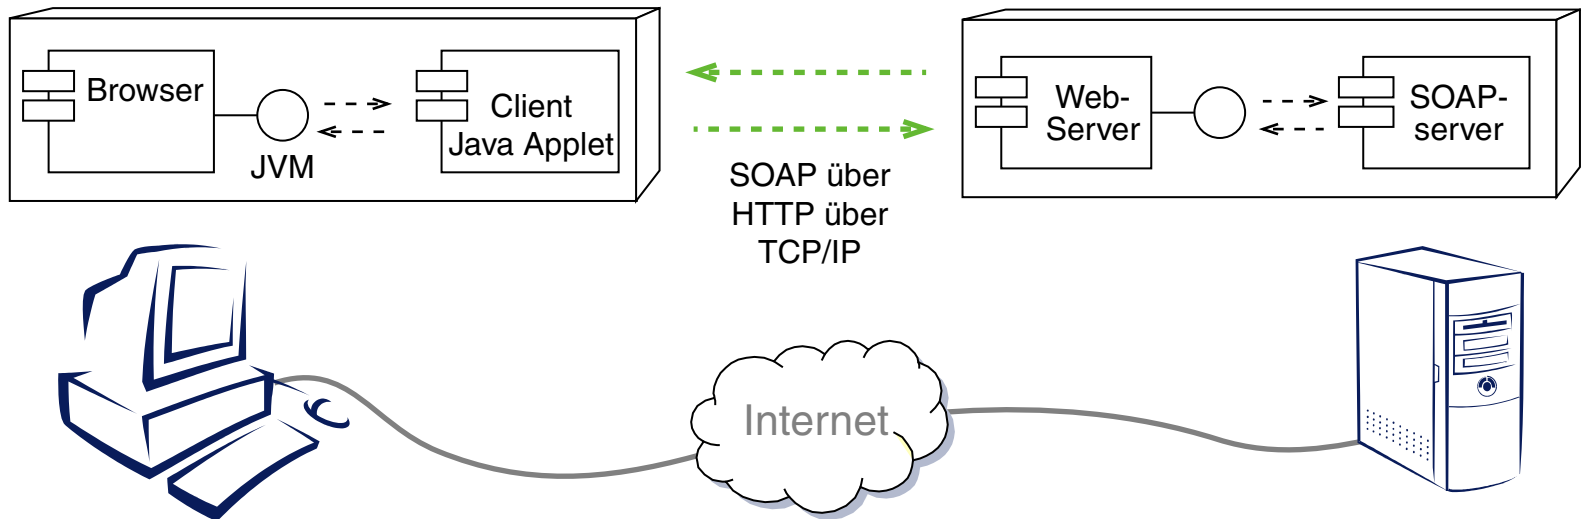 Browser
JVM
Client
Java Applet
SOAP über
HTTP über
TCP/IP
Web-
Server
SOAP-
server
Internet